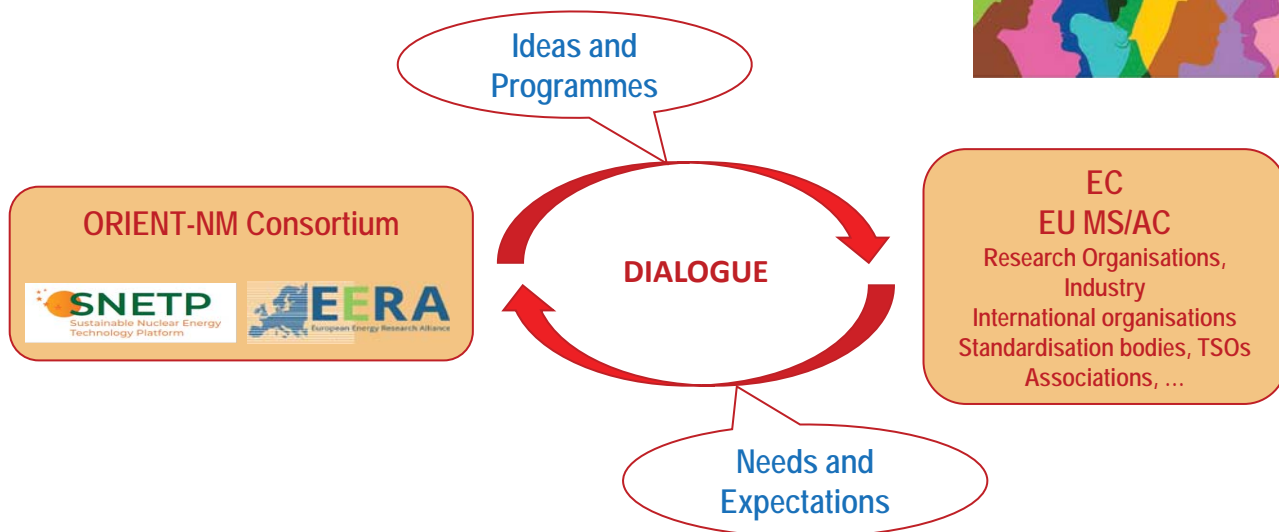 Ideas and
Programmes
ORIENT-NM Consortium
SNETP
Sustainable Nuclear Energy
Technology Platform
EERA
European Energy Research Alliance
DIALOGUE
EC
EU MS/AC
Research Organisations,
Industry
International organisations
Standardisation bodies, TSOs
Associations, ...
Needs and
Expectations